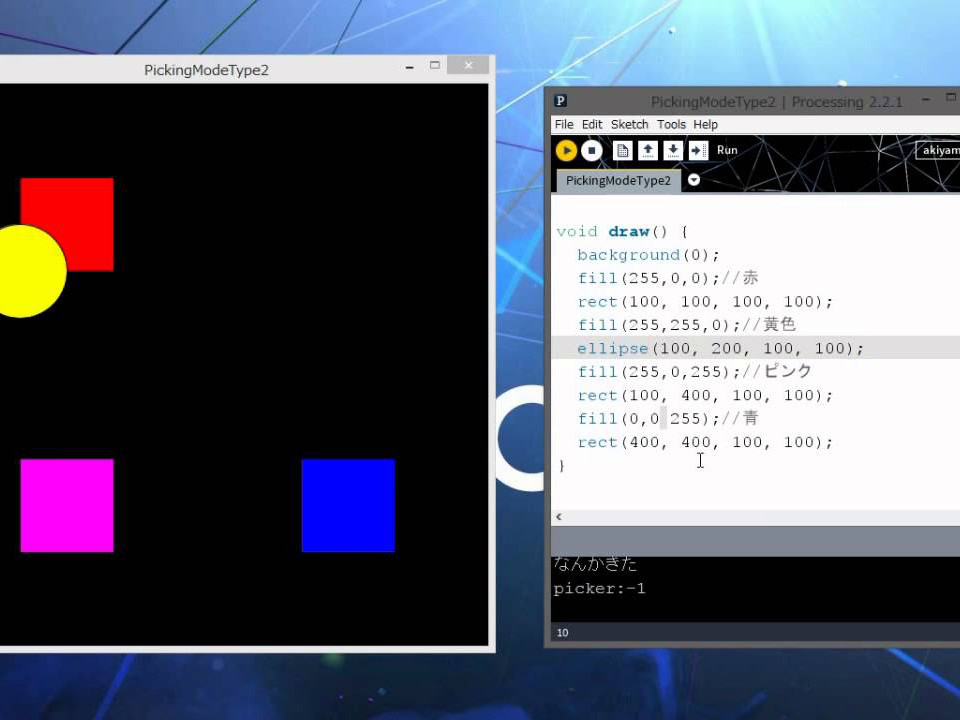 PickingModeType2
PickingModeType2 | Processing 2.2.1
File Edit Sketch Tools Help
Run
akiyam
PickingModeType2
void draw() {
background(0);
fill(255,0,0);//赤
rect(100, 100, 100, 100);
fill(255,255,0);//黄色
ellipse(100, 200, 100, 100);
fill(255,0,255);//ピンク
rect(100, 400, 100, 100);
fill(0,0 255);//青
rect(400, 400, 100, 100);
}
なんかきた
picker:-1
10